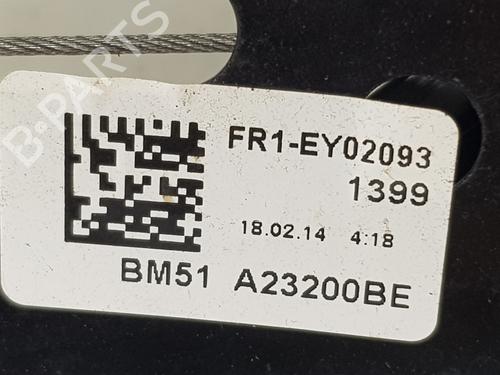 B-PARTS
FR1-EY02093
1399
18.02.14 4:18
BM51 A23200BE